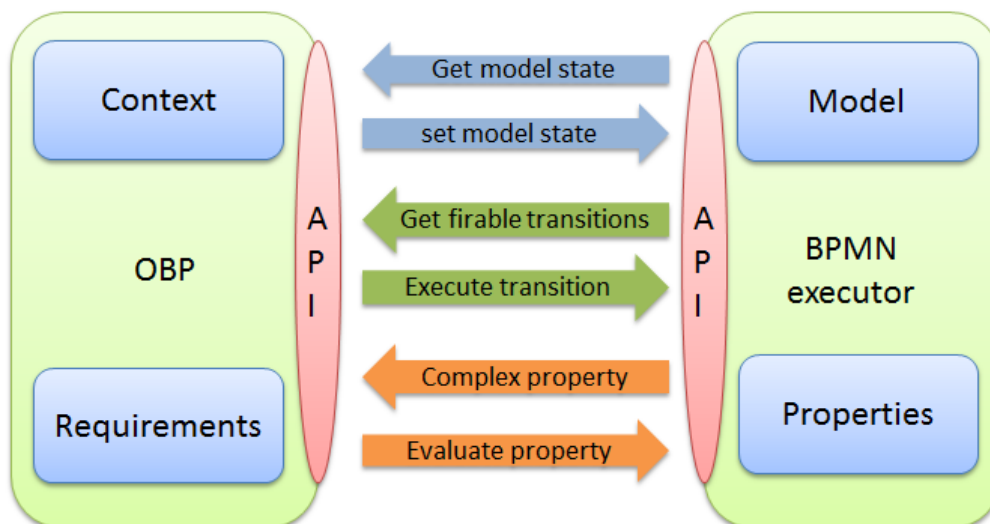 Context
OBP
Requirements
A
P
I
Get model state
set model state
Get firable transitions
Execute transition
Complex property
Evaluate property
A
P
I
Model
BPMN
executor
Properties